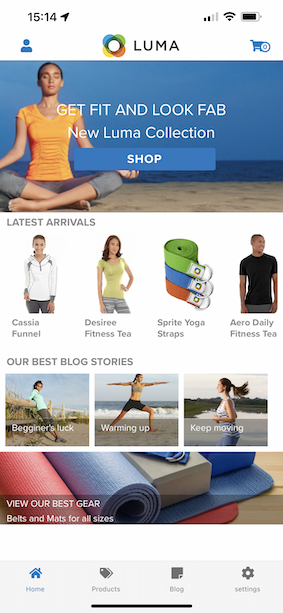 15:14
LUMA
0
GET FIT AND LOOK FAB
New Luma Collection
SHOP
LATEST ARRIVALS
Cassia
Funnel
Desiree
Fitness Tea
Sprite Yoga
Straps
Aero Daily
Fitness Tea
OUR BEST BLOG STORIES
Begginer's luck
Warming up
Keep moving
VIEW OUR BEST GEAR
Belts and Mats for all sizes
Home
Products
Blog
settings